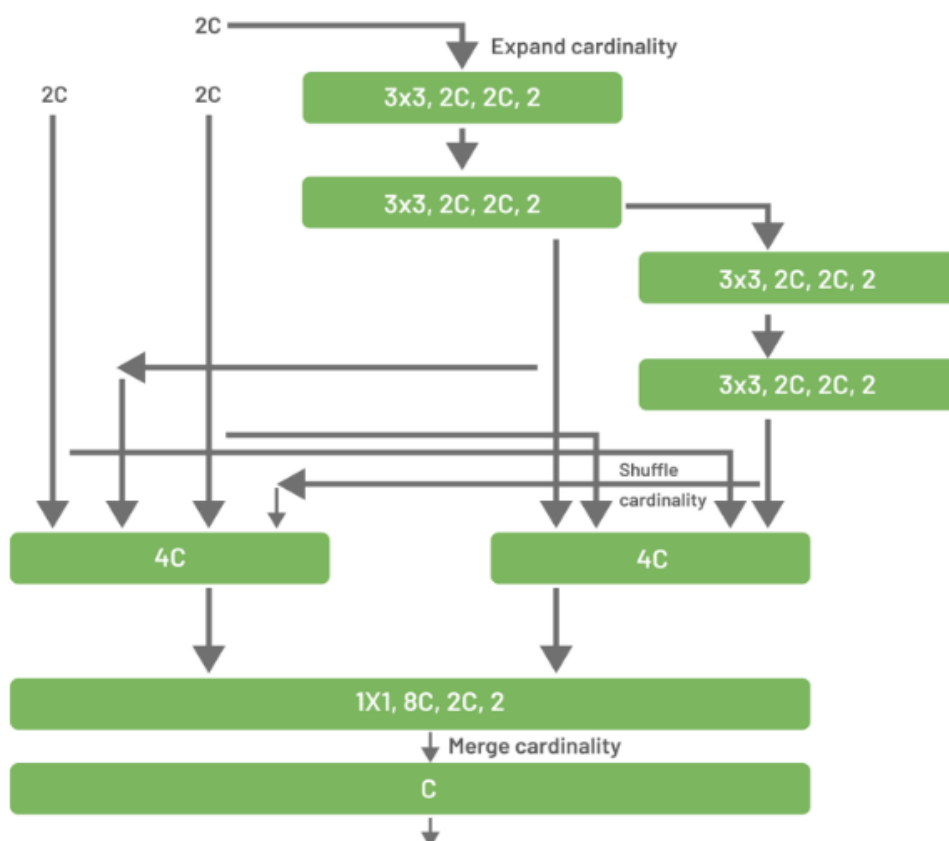 2C
Expand cardinality
2C
2C
3x3, 2C, 2C, 2
3x3, 2C, 2C, 2
3x3, 2C, 2C, 2
3x3, 2C, 2C, 2
Shuffle
cardinality
4C
4C
1X1, 8C, 2C, 2
Merge cardinality
C